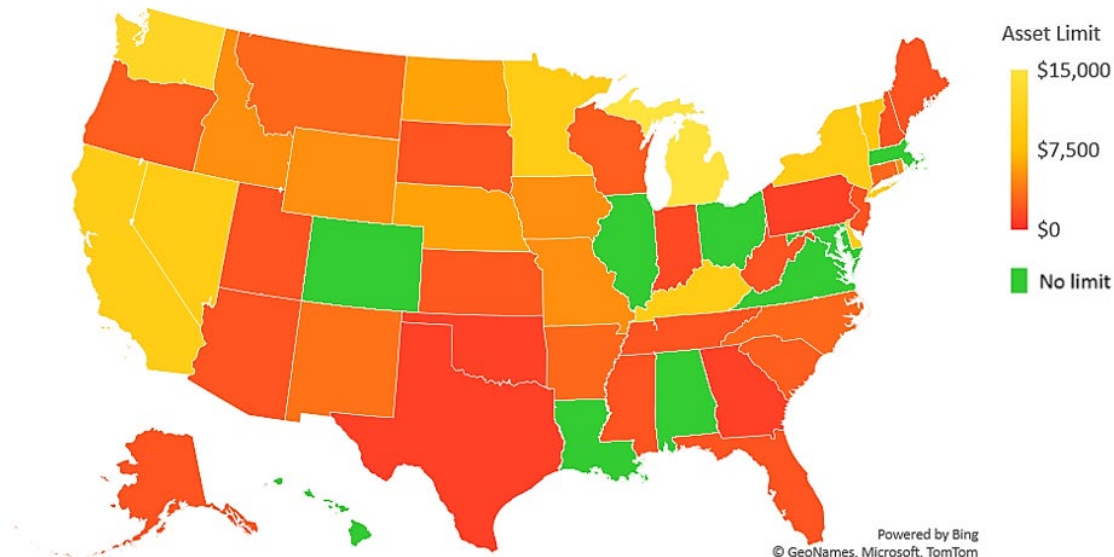 Asset Limit
$15,000
$7,500
$0
No limit
Powered by Bing
© GeoNames, Microsoft, TomTom